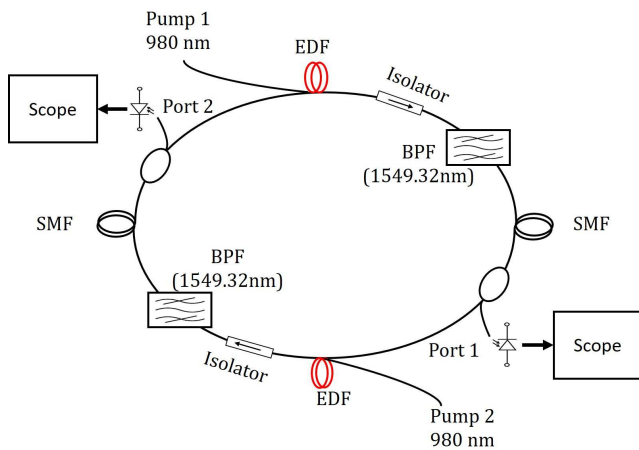 Pump 1
980 nm
EDF
Isolator
Scope
Port 2
BPF
(1549.32nm)
SMF
SMF
BPF
(1549.32nm)
Isolator
Port 1
Scope
EDF
Pump 2
980 nm